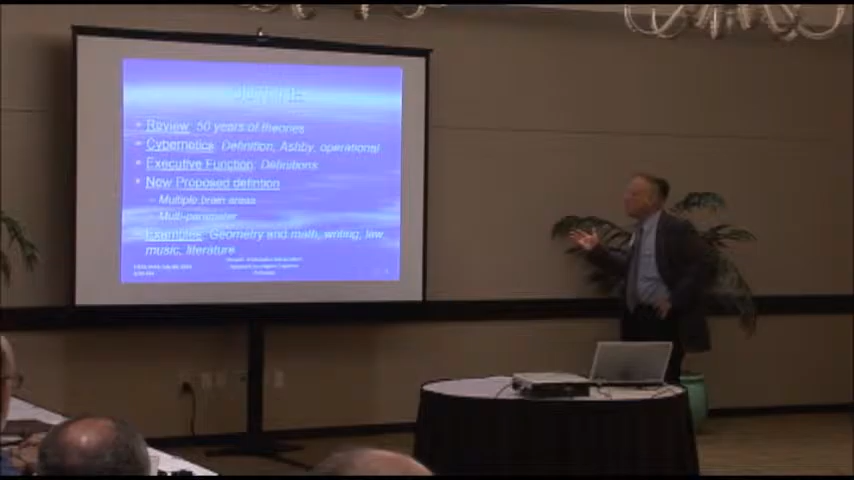 OUTLINE
• Review: 50 years of theories
• Cybernetics: Definition, Ashby, operational
• Executive Function: Definitions
• New Proposed definition
– Multiple brain areas
– Multi-parameter
• Examples: Geometry and math, writing, law,
music, literature